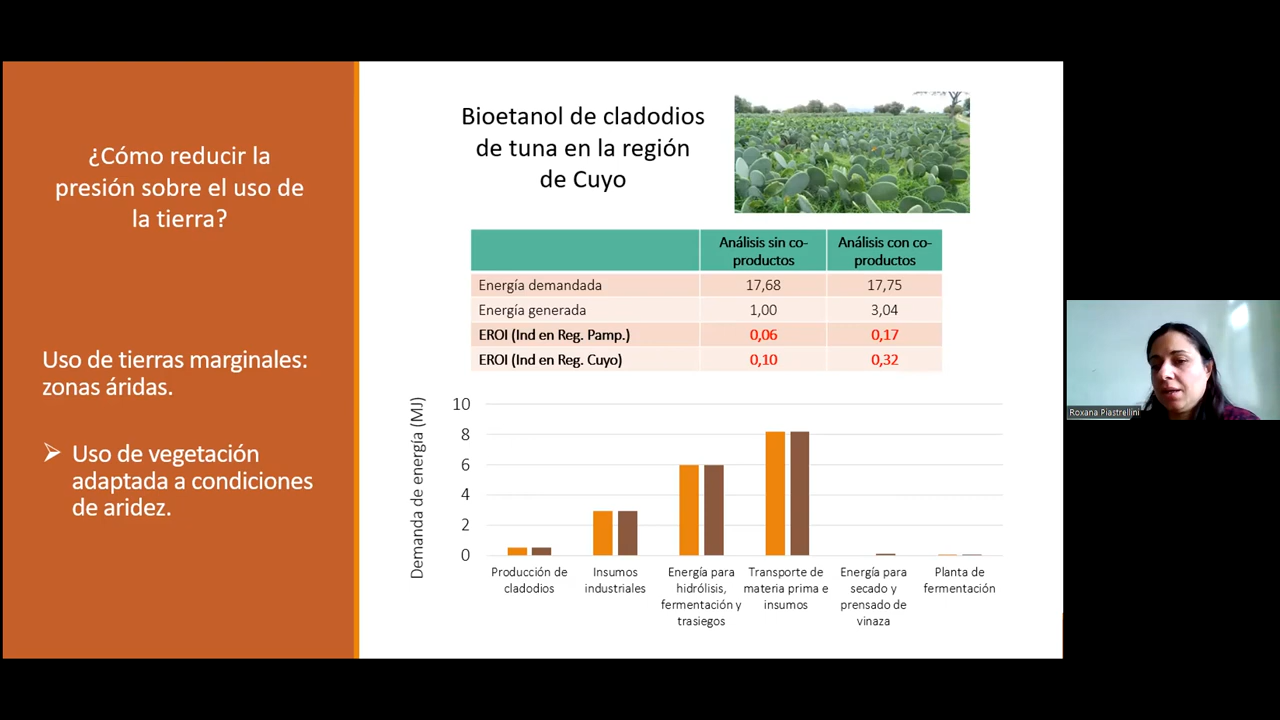 ¿Cómo reducir la
presión sobre el uso de
la tierra?
Uso de tierras marginales:
zonas áridas.
Uso de vegetación
adaptada a condiciones
de aridez.
Bioetanol de cladodios
de tuna en la región
de Cuyo
Análisis sin co-
productos
Análisis con co-
productos
Energía demandada 17,68 17,75
Energía generada 1,00 3,04
EROI (Ind en Reg. Pamp.) 0,06 0,17
EROI (Ind en Reg. Cuyo) 0,10 0,32
Demanda de energía (MJ)
10
8
6
4
2
0
Producción de
cladodios
Insumos
industriales
Energía para
hidrólisis,
fermentación y
trasiegos
Transporte de
materia prima e
insumos
Energía para
secado y
prensado de
vinaza
Planta de
fermentación
Roxana Piastrellini